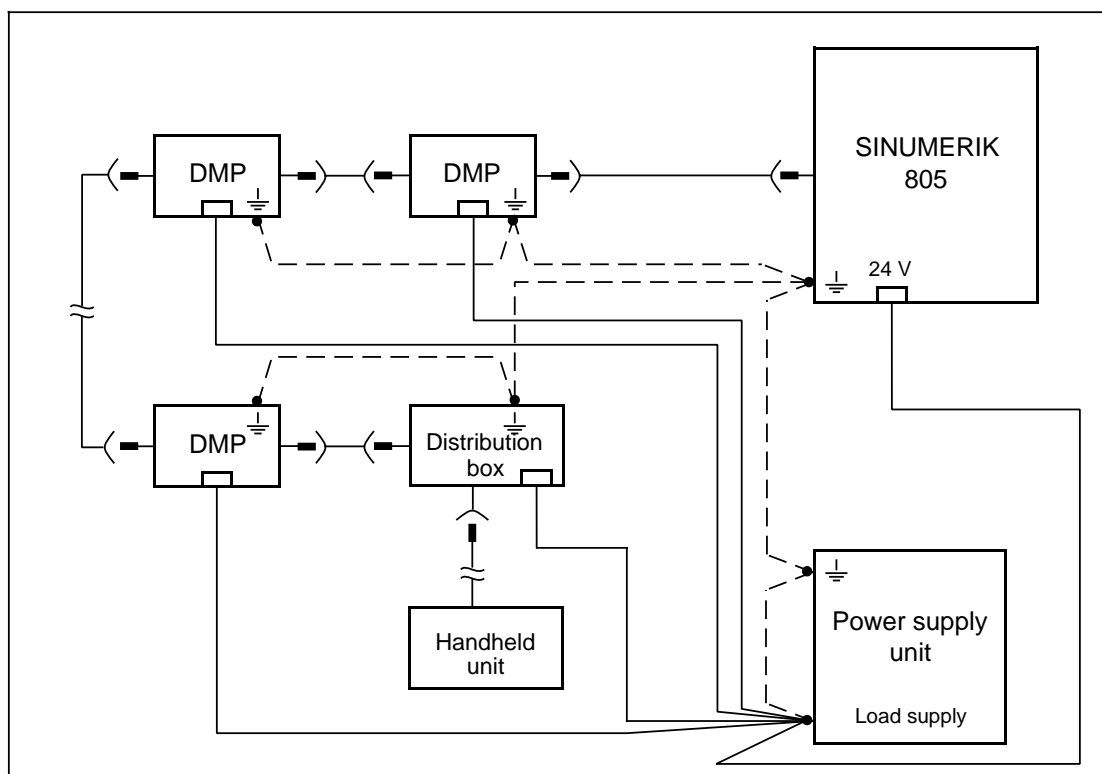 SINUMERIK
805
24 V
DMP
DMP
DMP
Distribution
box
Handheld
unit
Power supply
unit
Load supply